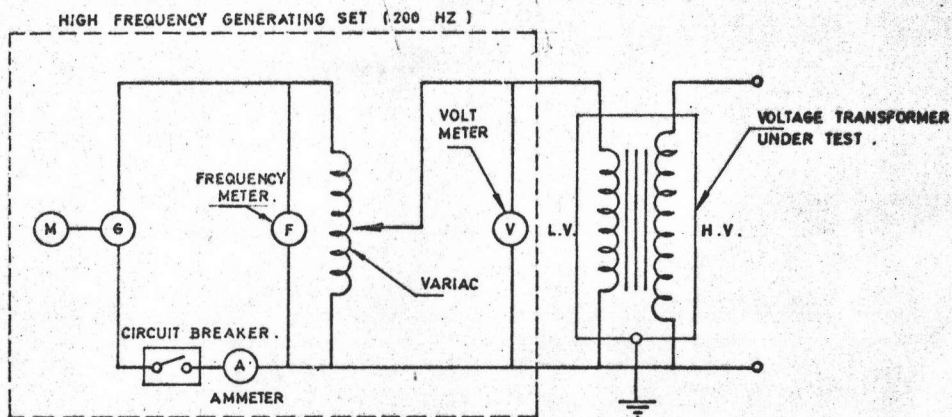 HIGH FREQUENCY GENERATING SET (200 HZ)
VOLT
METER
VOLTAGE TRANSFORMER
UNDER TEST.
FREQUENCY
METER.
M
G
F
V
L.V.
H.V.
VARIAC
CIRCUIT BREAKER.
A
AMMETER